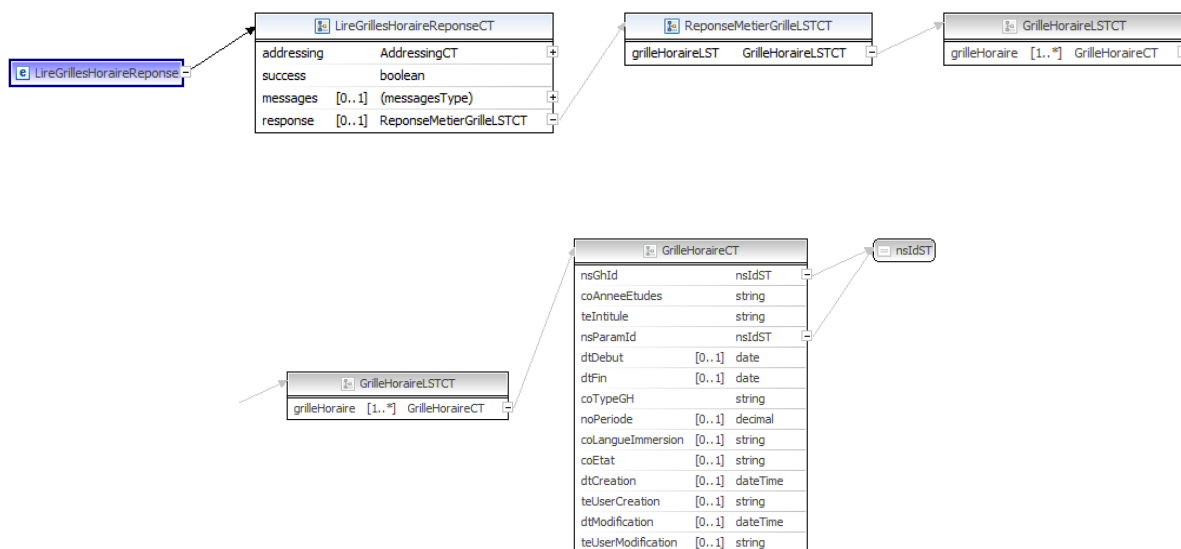 LireGrillesHoraireReponseCT
addressing AddressingCT
success boolean
messages [0..1] (messagesType)
response [0..1] ReponseMetierGrilleLSTCT
e LireGrillesHoraireReponse
ReponseMetierGrilleLSTCT
grilleHoraireLST GrilleHoraireLSTCT
GrilleHoraireLSTCT
grilleHoraire [1..*] GrilleHoraireCT
GrilleHoraireLSTCT
grilleHoraire [1..*] GrilleHoraireCT
GrilleHoraireCT
nsGhId nsIdST
coAnneeEtudes string
teIntitule string
nsParamId nsIdST
dtDebut [0..1] date
dtFin [0..1] date
coTypeGH string
noPeriode [0..1] decimal
coLangueImmersion [0..1] string
coEtat [0..1] string
dtCreation [0..1] dateTime
teUserCreation [0..1] string
dtModification [0..1] dateTime
teUserModification [0..1] string
nsIdST